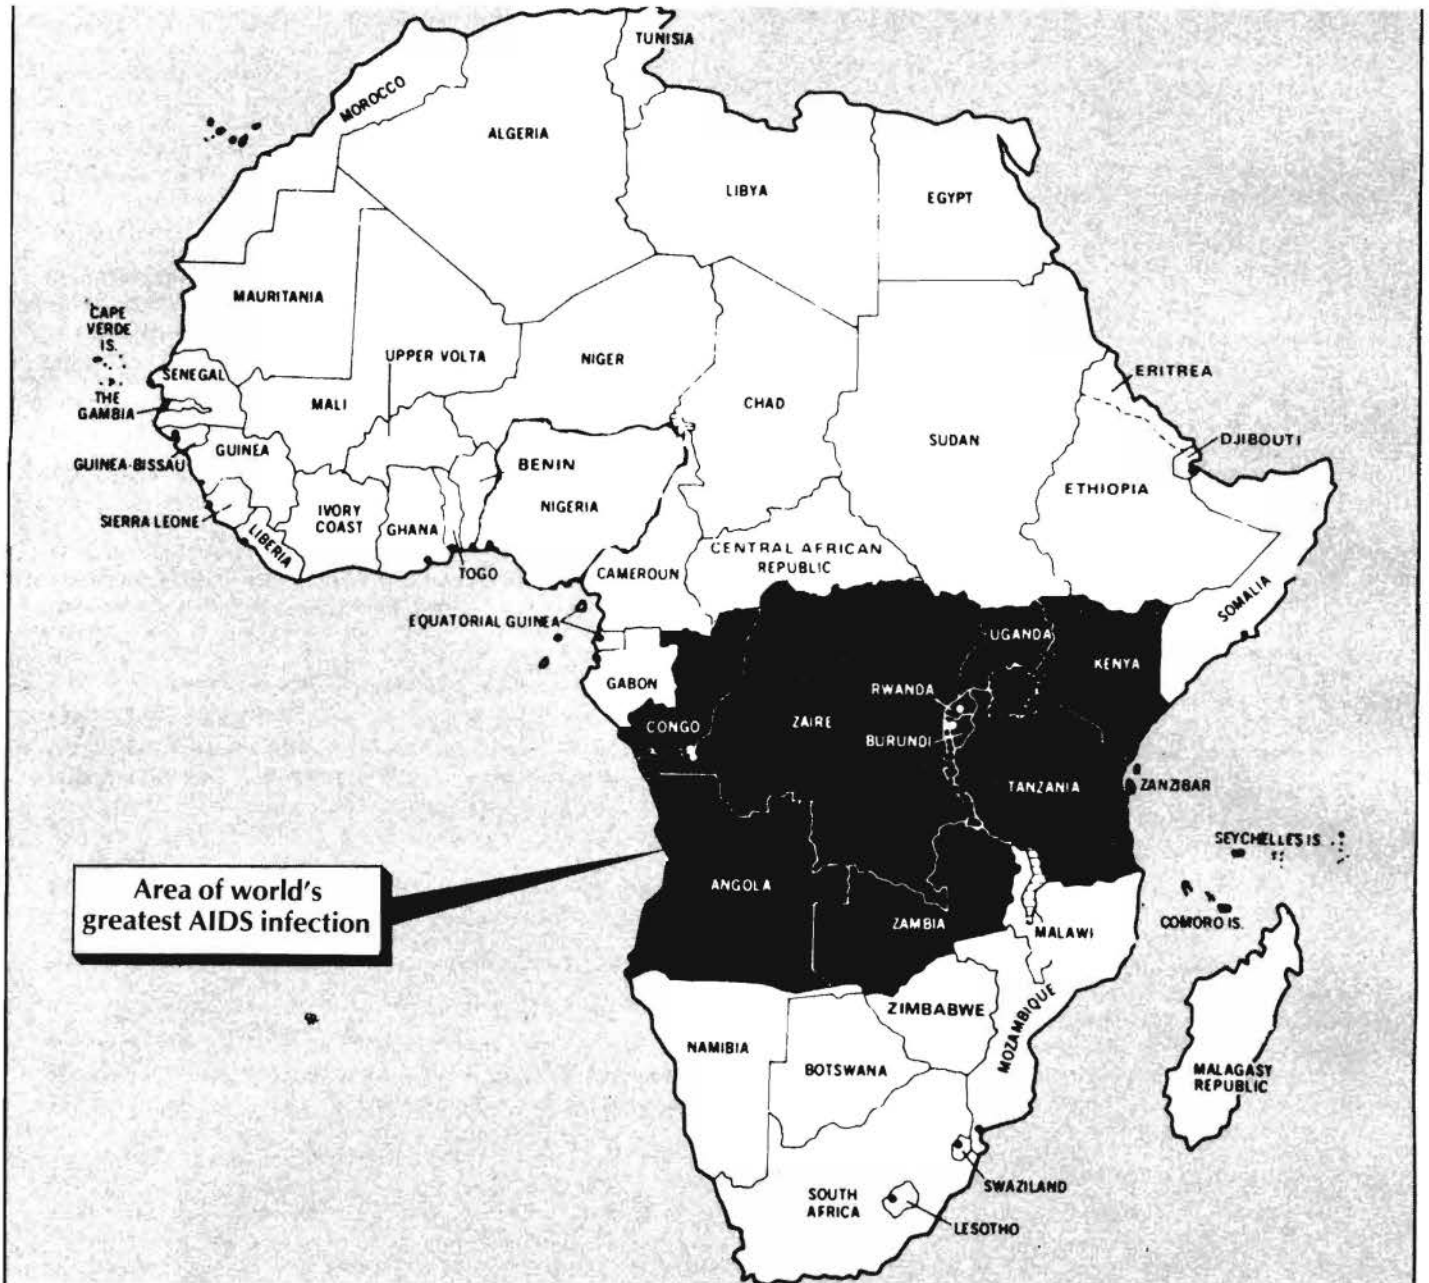 TUNISIA
MOROCCO
ALGERIA
LIBYA
EGYPT
MAURITANIA
CAPE
VERDE
IS.
UPPER VOLTA
NIGER
SENEGAL
ERITREA
THE
GAMBIA
MALI
CHAD
SUDAN
DJIBOUTI
GUINEA
GUINEA-BISSAU
BENIN
ETHIOPIA
NIGERIA
IVORY
COAST
SIERRA LEONE
GHANA
LIBERIA
CENTRAL AFRICAN
REPUBLIC
TOGO
CAMEROUN
SOMALIA
EQUATORIAL GUINEA
UGANDA
KENYA
GABON
RWANDA
CONGO
ZAIRE
BURUNDI
TANZANIA
ZANZIBAR
SEYCHELLES IS.
Area of world's
greatest AIDS infection
ANGOLA
ZAMBIA
MALAWI
COMORO IS.
ZIMBABWE
MOZAMBIQUE
NAMIBIA
BOTSWANA
MALAGASY
REPUBLIC
SWAZILAND
SOUTH
AFRICA
LESOTHO